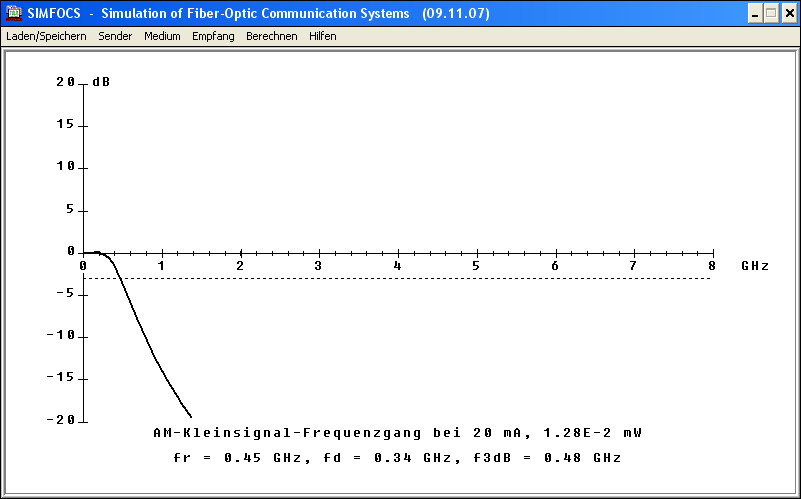 SIMFOCS - Simulation of Fiber-Optic Communication Systems (09.11.07)
Laden/Speichern Sender Medium Empfang Berechnen Hilfen
20 dB
15
10
5
0
0 1 2 3 4 5 6 7 8 GHz
-5
-10
-15
-20
AM-Kleinsignal-Frequenzgang bei 20 mA, 1.28E-2 mW
fr = 0.45 GHz, fd = 0.34 GHz, f3dB = 0.48 GHz